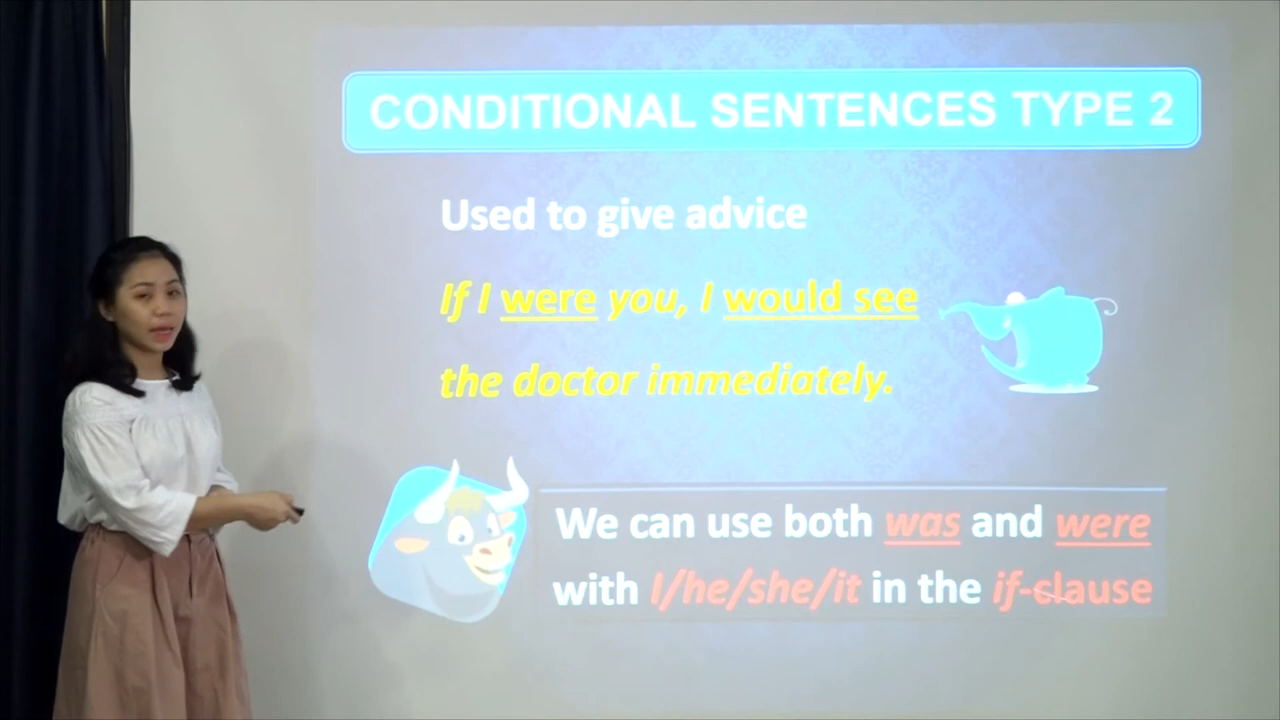 CONDITIONAL SENTENCES TYPE 2
Used to give advice
If I were you, I would see
the doctor immediately.
We can use both was and were
with I/he/she/it in the if-clause